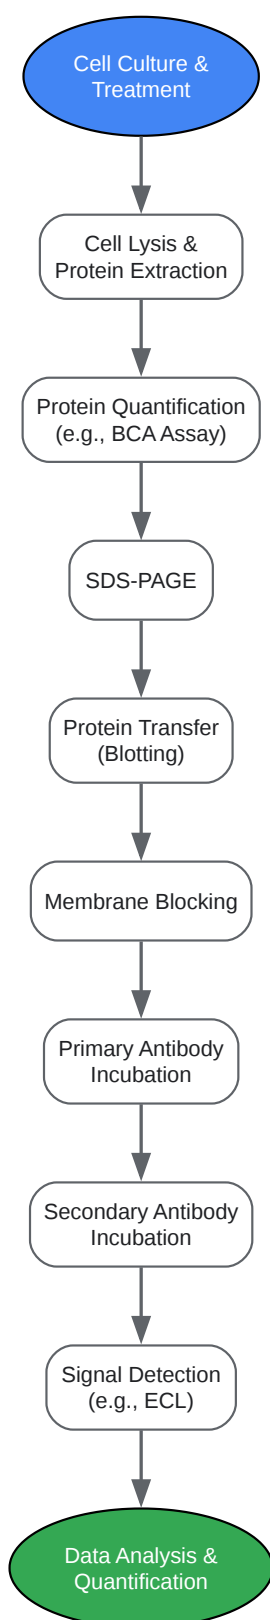 Cell Culture &
Treatment
Cell Lysis &
Protein Extraction
Protein Quantification
(e.g., BCA Assay)
SDS-PAGE
Protein Transfer
(Blotting)
Membrane Blocking
Primary Antibody
Incubation
Secondary Antibody
Incubation
Signal Detection
(e.g., ECL)
Data Analysis &
Quantification